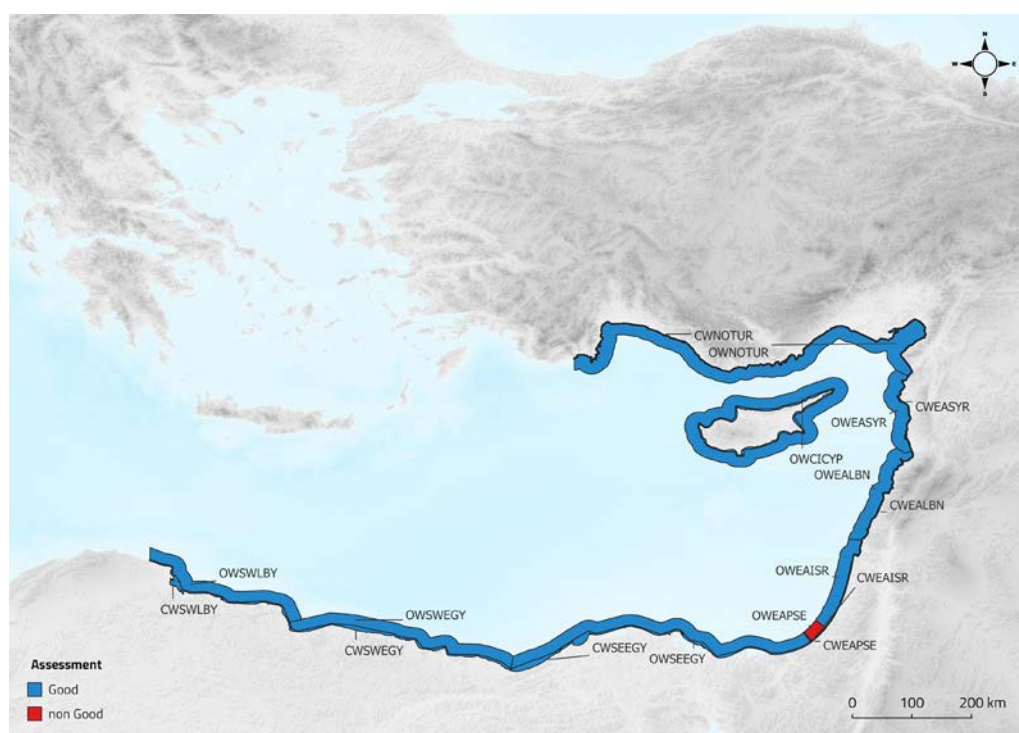 N
W E
S
CWNOTUR
OWNOTUR
CWEASYR
OWEASYR
OWCICYP
OWEALBN
CWEALBN
OWEAISR
CWEAISR
OWSWLBY
CWSWLBY
OWSWEGY
OWEAPSE
CWSWEGY
CWSEEGY
CWEAPSE
OWSEEGY
Assessment
Good
non Good
0 100 200 km